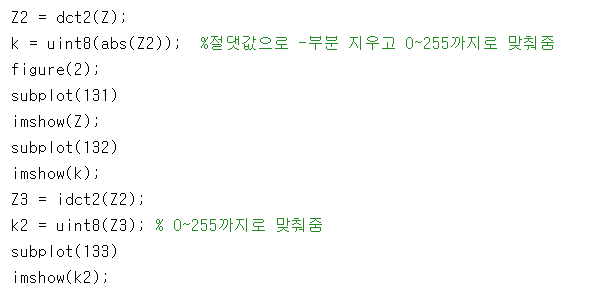 Z2 = dct2(Z);
k = uint8(abs(Z2));  %절댓값으로 -부분 지우고 0~255까지로 맞춰줌
figure(2);
subplot(131)
imshow(Z);
subplot(132)
imshow(k);
Z3 = idct2(Z2);
k2 = uint8(Z3); % 0~255까지로 맞춰줌
subplot(133)
imshow(k2);